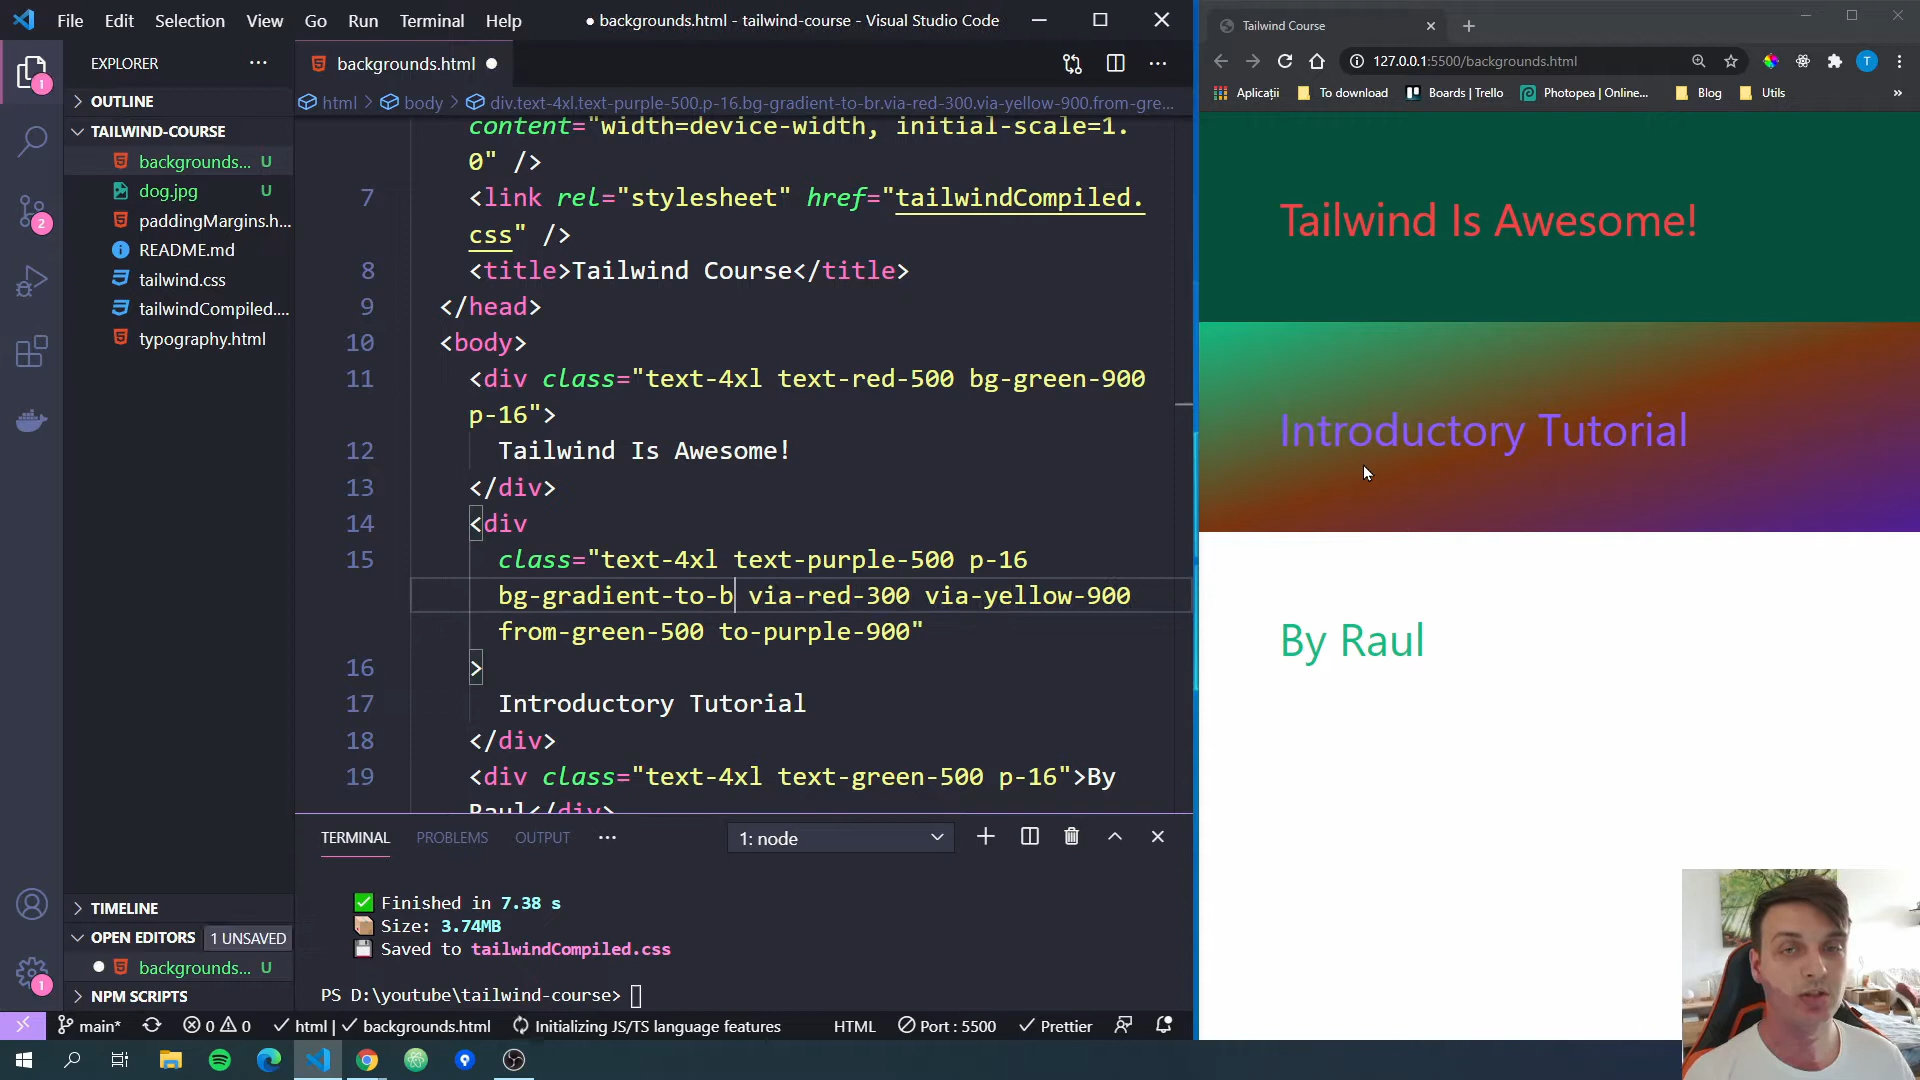 File Edit Selection View Go Run Terminal Help
● backgrounds.html - tailwind-course - Visual Studio Code
EXPLORER
OUTLINE
TAILWIND-COURSE
backgrounds... U
dog.jpg U
paddingMargins.h...
README.md
tailwind.css
tailwindCompiled....
typography.html
TIMELINE
OPEN EDITORS 1 UNSAVED
backgrounds... U
NPM SCRIPTS
1
2
1
backgrounds.html
html > body > div.text-4xl.text-purple-500.p-16.bg-gradient-to-br.via-red-300.via-yellow-900.from-gre...
content="width=device-width, initial-scale=1.
0" />
7 <link rel="stylesheet" href="tailwindCompiled.
css" />
8 <title>Tailwind Course</title>
9 </head>
10 <body>
11 <div class="text-4xl text-red-500 bg-green-900
p-16">
12 Tailwind Is Awesome!
13 </div>
14 <div
15 class="text-4xl text-purple-500 p-16
bg-gradient-to-b via-red-300 via-yellow-900
from-green-500 to-purple-900"
16 >
17 Introductory Tutorial
18 </div>
19 <div class="text-4xl text-green-500 p-16">By
Raul</div>
TERMINAL PROBLEMS OUTPUT ... 1: node
Finished in 7.38 s
Size: 3.74MB
Saved to tailwindCompiled.css
PS D:\youtube\tailwind-course>
main* 0 0 html | backgrounds.html Initializing JS/TS language features HTML Port : 5500 Prettier
Tailwind Course
127.0.0.1:5500/backgrounds.html
T
Aplicații To download Boards | Trello Photopea | Online... Blog Utils »
Tailwind Is Awesome!
Introductory Tutorial
By Raul